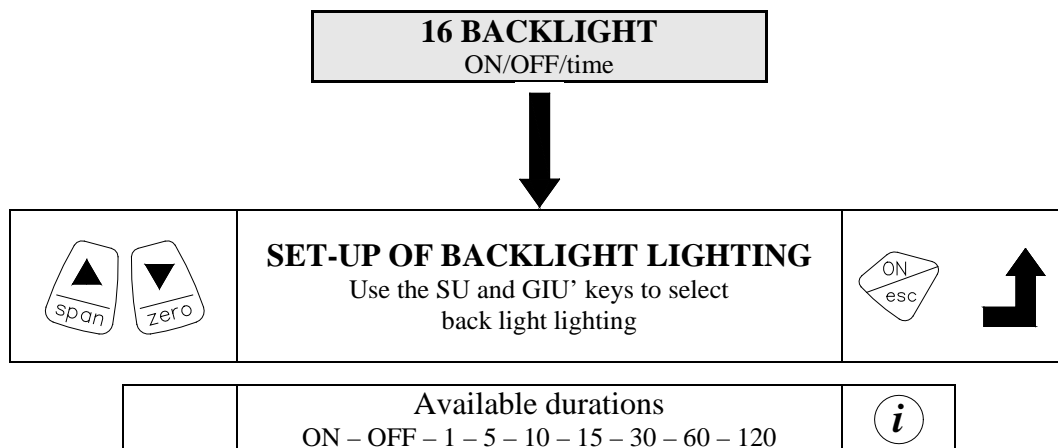 16 BACKLIGHT
ON/OFF/time
span
zero
SET-UP OF BACKLIGHT LIGHTING
Use the SU and GIU’ keys to select
back light lighting
ON
esc
Available durations
ON – OFF – 1 – 5 – 10 – 15 – 30 – 60 – 120
i